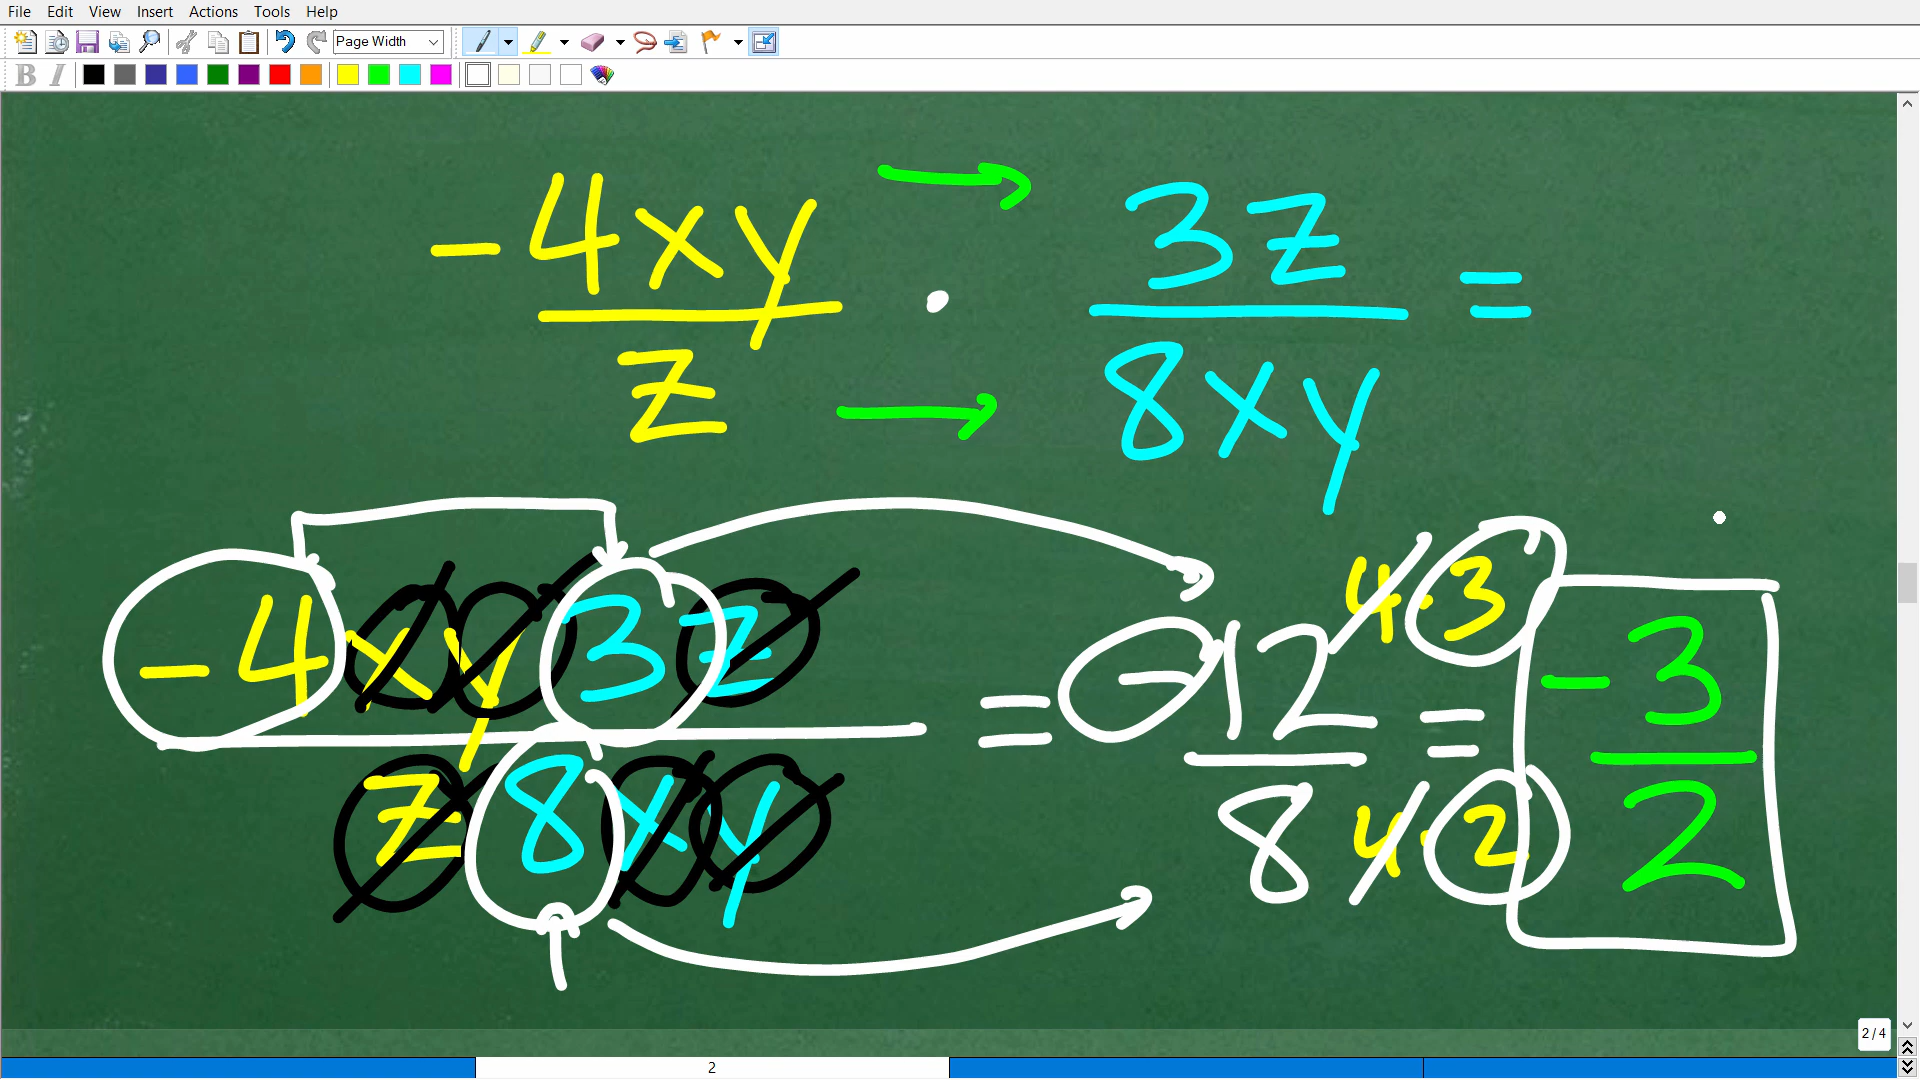 File Edit View Insert Actions Tools Help
Page Width
B I
-4xy 3z
— · — =
z 8xy
-4xy3z -12 4·3 -3
— = — = —
z8xy 8 4·2 2
2/4
2